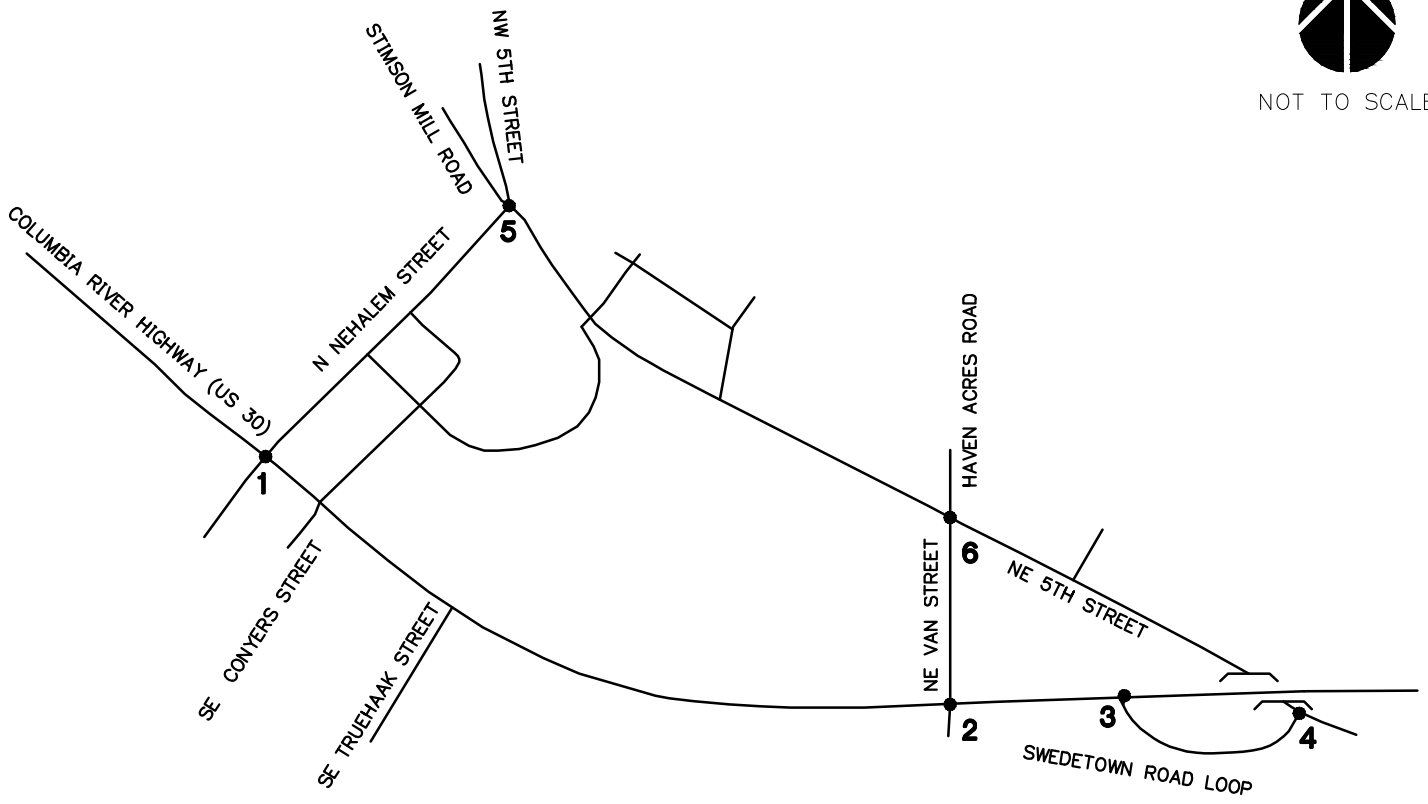 NW 5TH STREET
STIMSON MILL ROAD
NOT TO SCALE
5
COLUMBIA RIVER HIGHWAY (US 30)
N NEHALEM STREET
1
HAVEN ACRES ROAD
6
NE VAN STREET
NE 5TH STREET
SE CONYERS STREET
SE TRUEHAAK STREET
2
3
4
SWEDETOWN ROAD LOOP